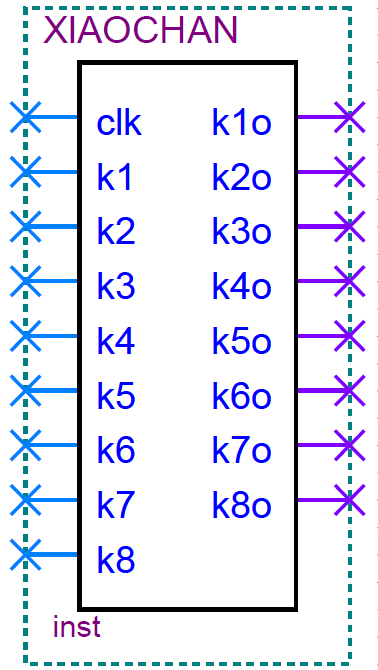 XIAOCHAN
clk k1o
k1 k2o
k2 k3o
k3 k4o
k4 k5o
k5 k6o
k6 k7o
k7 k8o
k8
inst